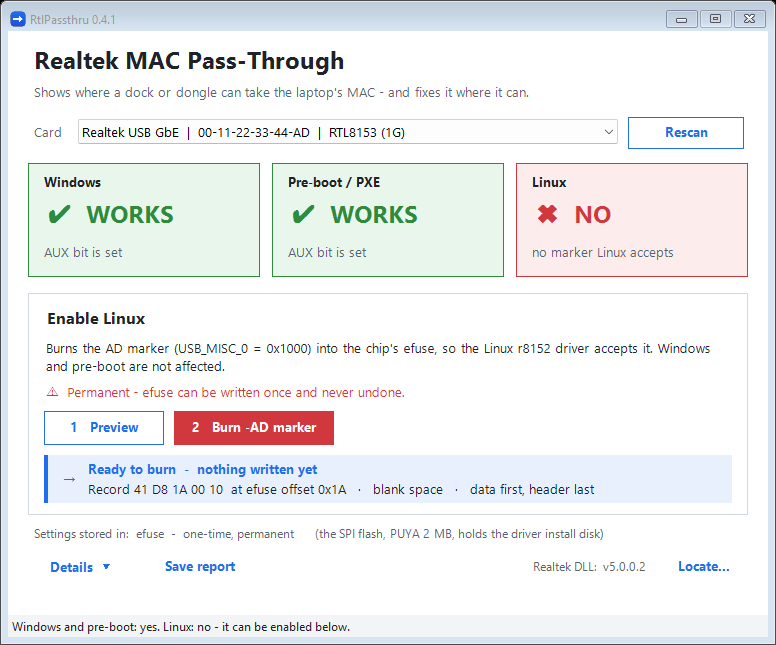 RtlPassthru 0.4.1
Realtek MAC Pass-Through
Shows where a dock or dongle can take the laptop's MAC - and fixes it where it can.
Card
Realtek USB GbE | 00-11-22-33-44-AD | RTL8153 (1G)
Rescan
Windows
✔ WORKS
AUX bit is set
Pre-boot / PXE
✔ WORKS
AUX bit is set
Linux
✖ NO
no marker Linux accepts
Enable Linux
Burns the AD marker (USB_MISC_0 = 0x1000) into the chip's efuse, so the Linux r8152 driver accepts it. Windows
and pre-boot are not affected.
⚠ Permanent - efuse can be written once and never undone.
1 Preview
2 Burn -AD marker
→ Ready to burn - nothing written yet
Record 41 D8 1A 00 10 at efuse offset 0x1A · blank space · data first, header last
Settings stored in: efuse - one-time, permanent (the SPI flash, PUYA 2 MB, holds the driver install disk)
Details ▼
Save report
Realtek DLL: v5.0.0.2
Locate...
Windows and pre-boot: yes. Linux: no - it can be enabled below.